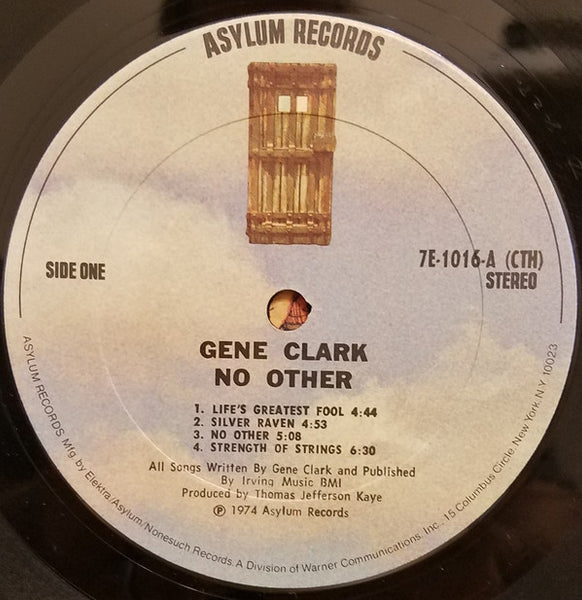 ASYLUM RECORDS
SIDE ONE
7E-1016-A (CTH)
STEREO
GENE CLARK
NO OTHER
1. LIFE'S GREATEST FOOL 4:44
2. SILVER RAVEN 4:53
3. NO OTHER 5:08
4. STRENGTH OF STRINGS 6:30
All Songs Written By Gene Clark and Published
By Irving Music BMI
Produced by Thomas Jefferson Kaye
℗ 1974 Asylum Records
ASYLUM RECORDS Mfg by Elektra/Asylum/Nonesuch Records. A Division of Warner Communications. Inc., 15 Columbus Circle, New York, N.Y. 10023